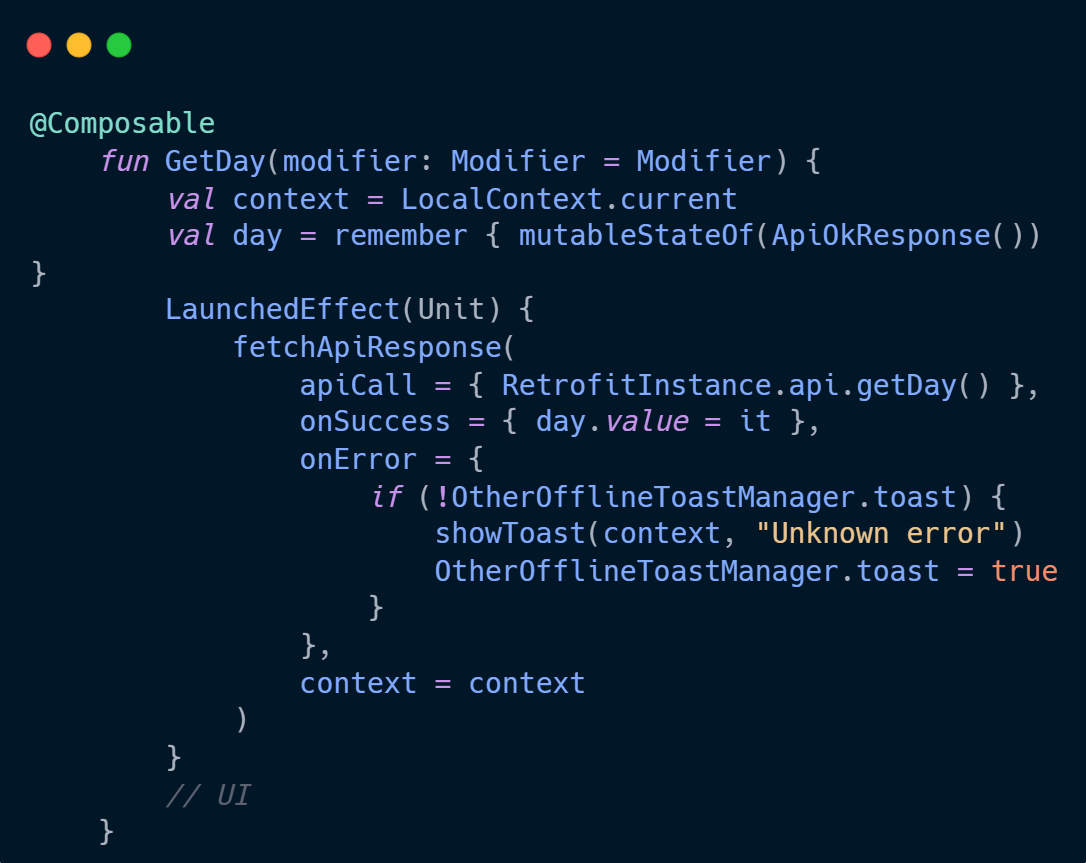 @Composable
    fun GetDay(modifier: Modifier = Modifier) {
        val context = LocalContext.current
        val day = remember { mutableStateOf(ApiOkResponse())
}
        LaunchedEffect(Unit) {
            fetchApiResponse(
                apiCall = { RetrofitInstance.api.getDay() },
                onSuccess = { day.value = it },
                onError = {
                    if (!OtherOfflineToastManager.toast) {
                        showToast(context, "Unknown error")
                        OtherOfflineToastManager.toast = true
                    }
                },
                context = context
            )
        }
        // UI
    }